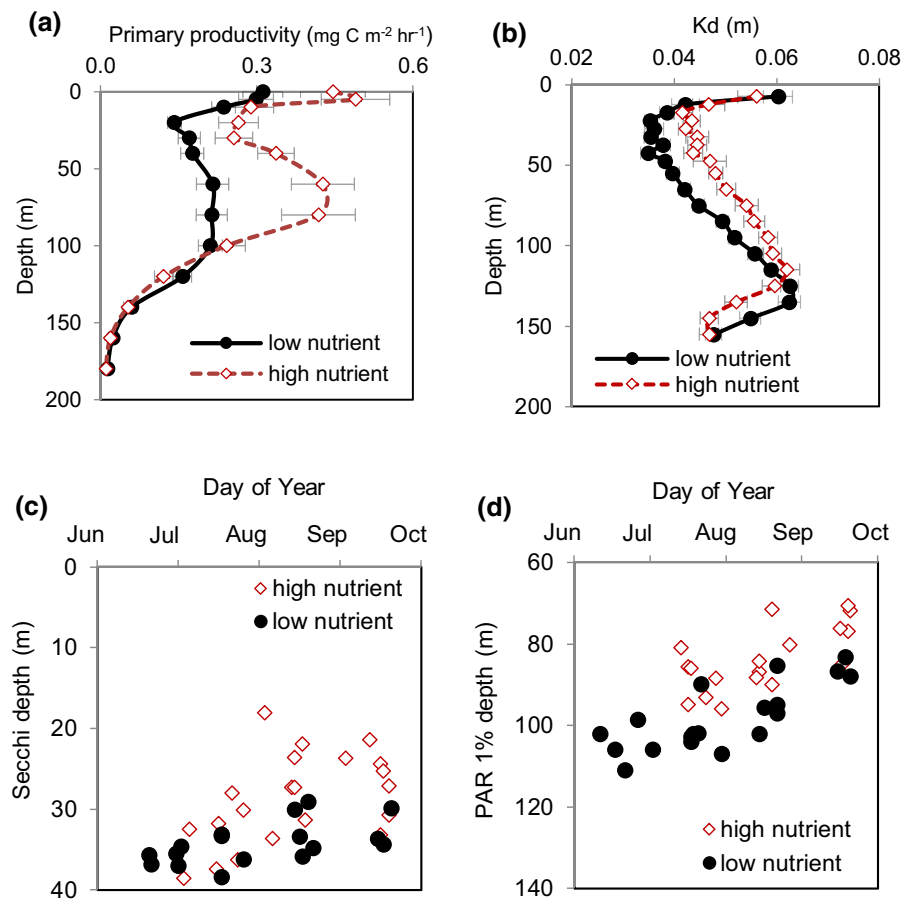 (a)
Primary productivity (mg C m⁻² hr⁻¹)
0.0 0.3 0.6
0
50
100
150
200
Depth (m)
low nutrient
high nutrient
(b)
Kd (m)
0.02 0.04 0.06 0.08
0
50
100
150
200
Depth (m)
low nutrient
high nutrient
(c)
Day of Year
Jun Jul Aug Sep Oct
0
10
20
30
40
Secchi depth (m)
high nutrient
low nutrient
(d)
Day of Year
Jun Jul Aug Sep Oct
60
80
100
120
140
PAR 1% depth (m)
high nutrient
low nutrient